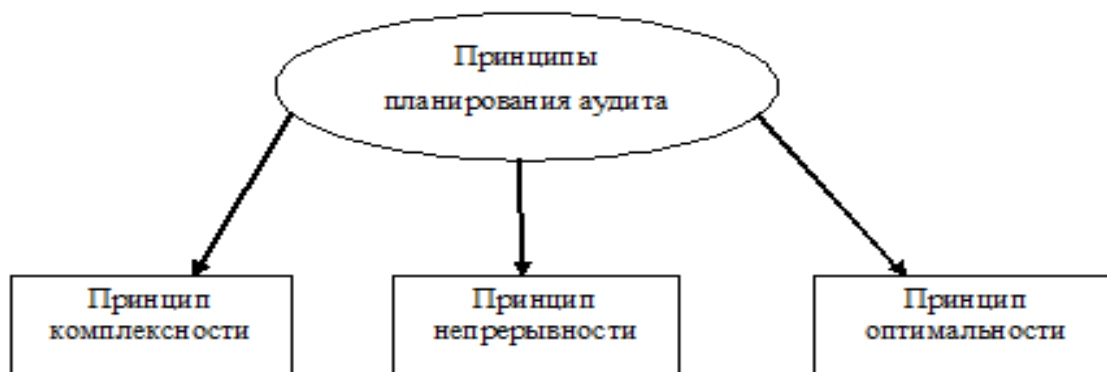 Принципы
планирования аудита
Принцип
комплексности
Принцип
непрерывности
Принцип
оптимальности